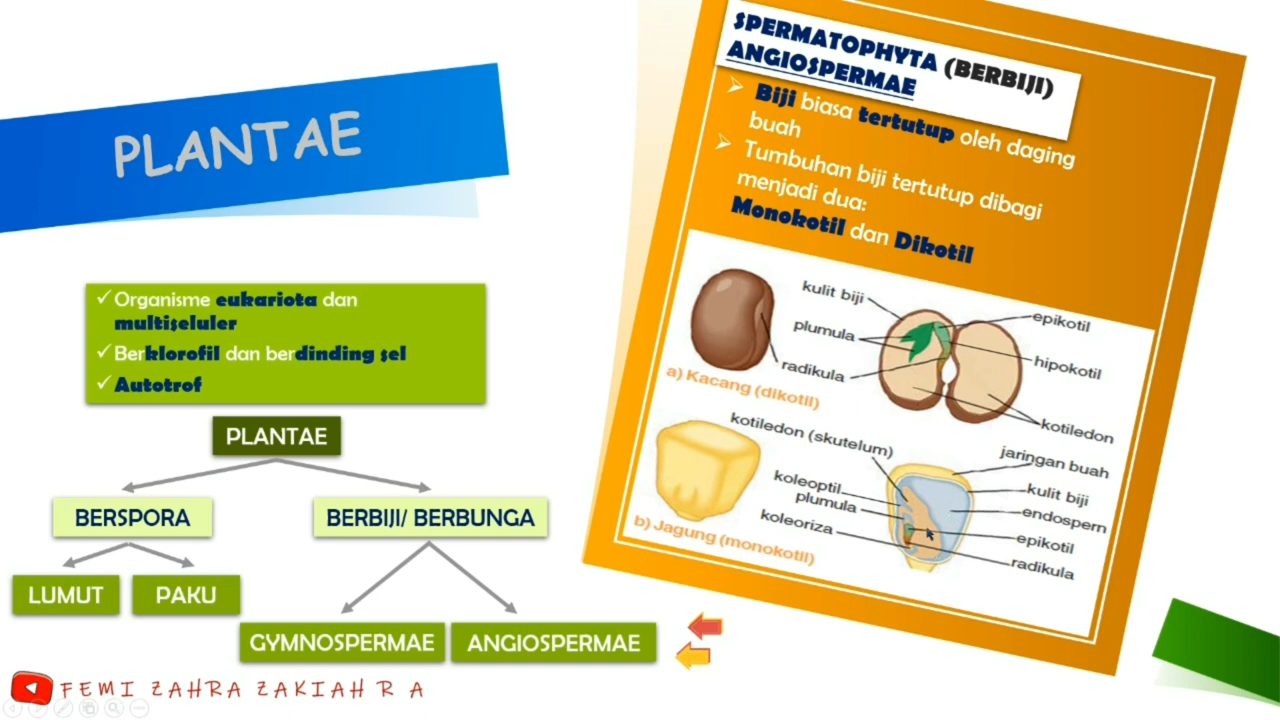 PLANTAE
Organisme eukariota dan
multiseluler
Berklorofil dan berdinding sel
Autotrof
PLANTAE
BERSPORA
BERBIJI/ BERBUNGA
LUMUT
PAKU
GYMNOSPERMAE
ANGIOSPERMAE
FEMI ZAHRA ZAKIAH R A
SPERMATOPHYTA (BERBIJI)
ANGIOSPERMAE
Biji biasa tertutup oleh daging
buah
Tumbuhan biji tertutup dibagi
menjadi dua:
Monokotil dan Dikotil
kulit biji
plumula
radikula
epikotil
hipokotil
kotiledon
a) Kacang (dikotil)
kotiledon (skutelum)
koleoptil
plumula
koleoriza
jaringan buah
kulit biji
endospern
epikotil
radikula
b) Jagung (monokotil)